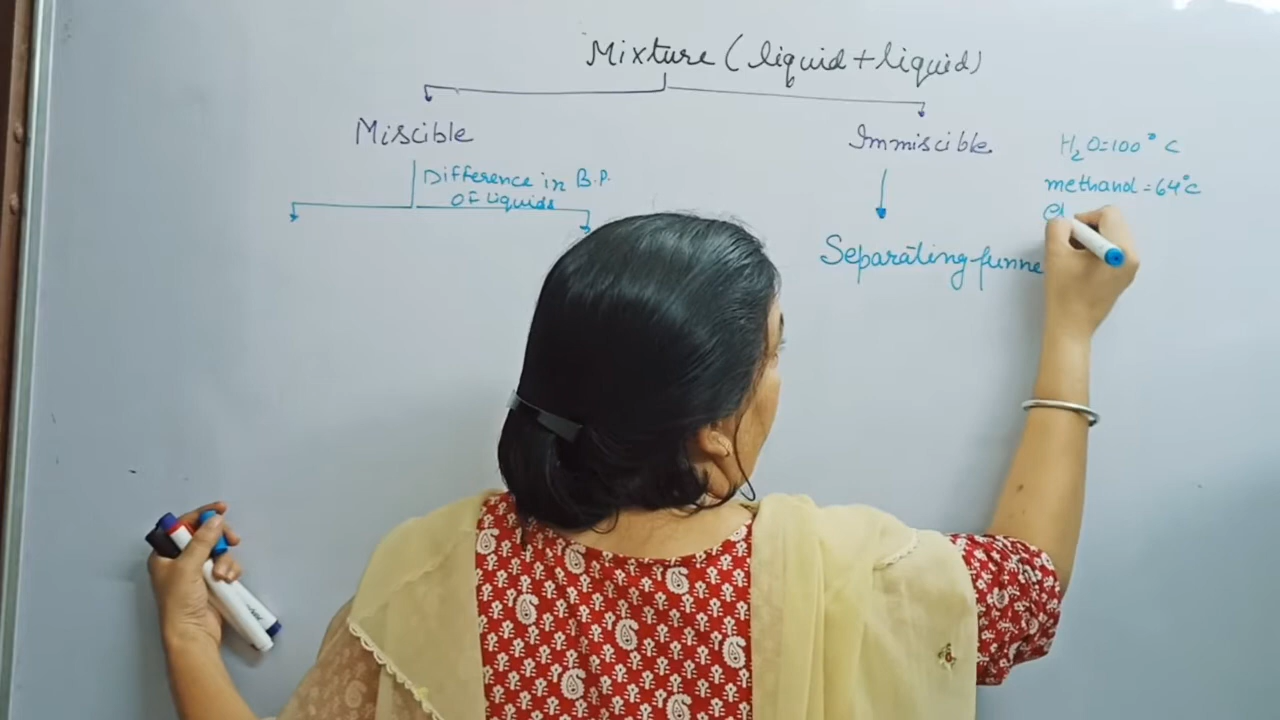 Mixture (liquid + liquid)
Miscible
Immiscible
Difference in B.P.
OF Liquids
Separating funne
H₂O=100°C
methanol = 64°C